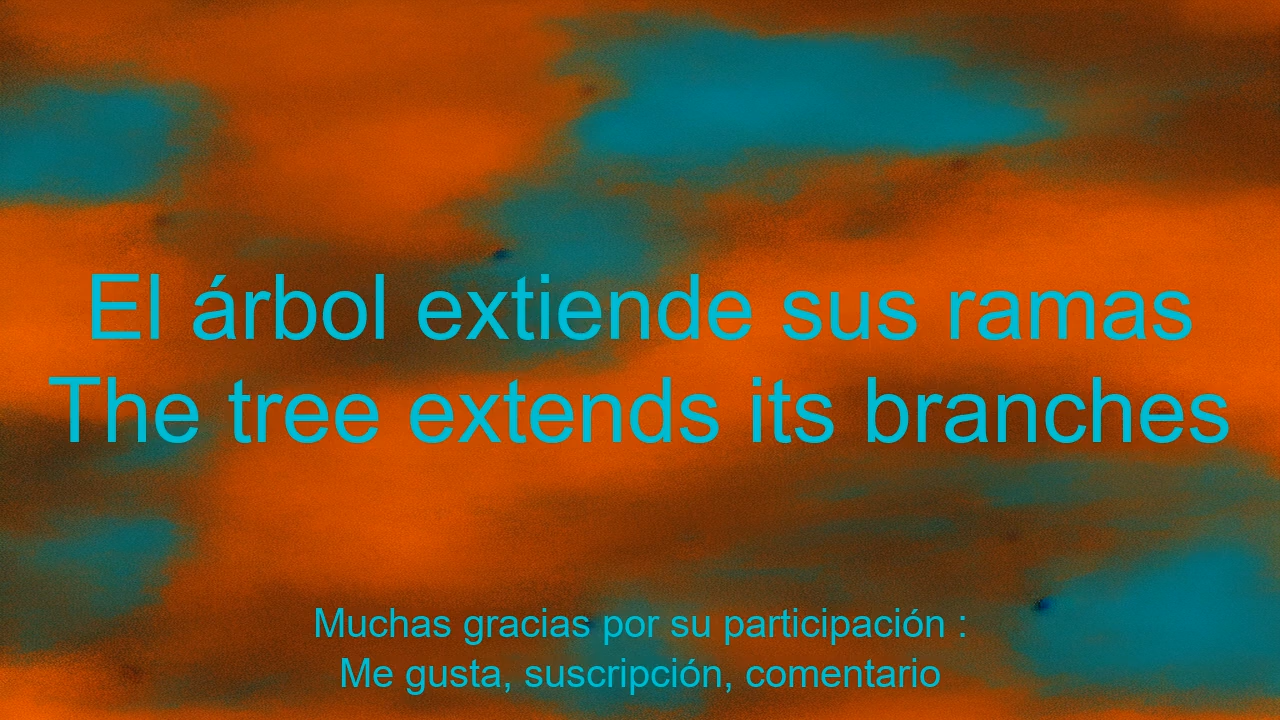 El árbol extiende sus ramas
The tree extends its branches
Muchas gracias por su participación :
Me gusta, suscripción, comentario